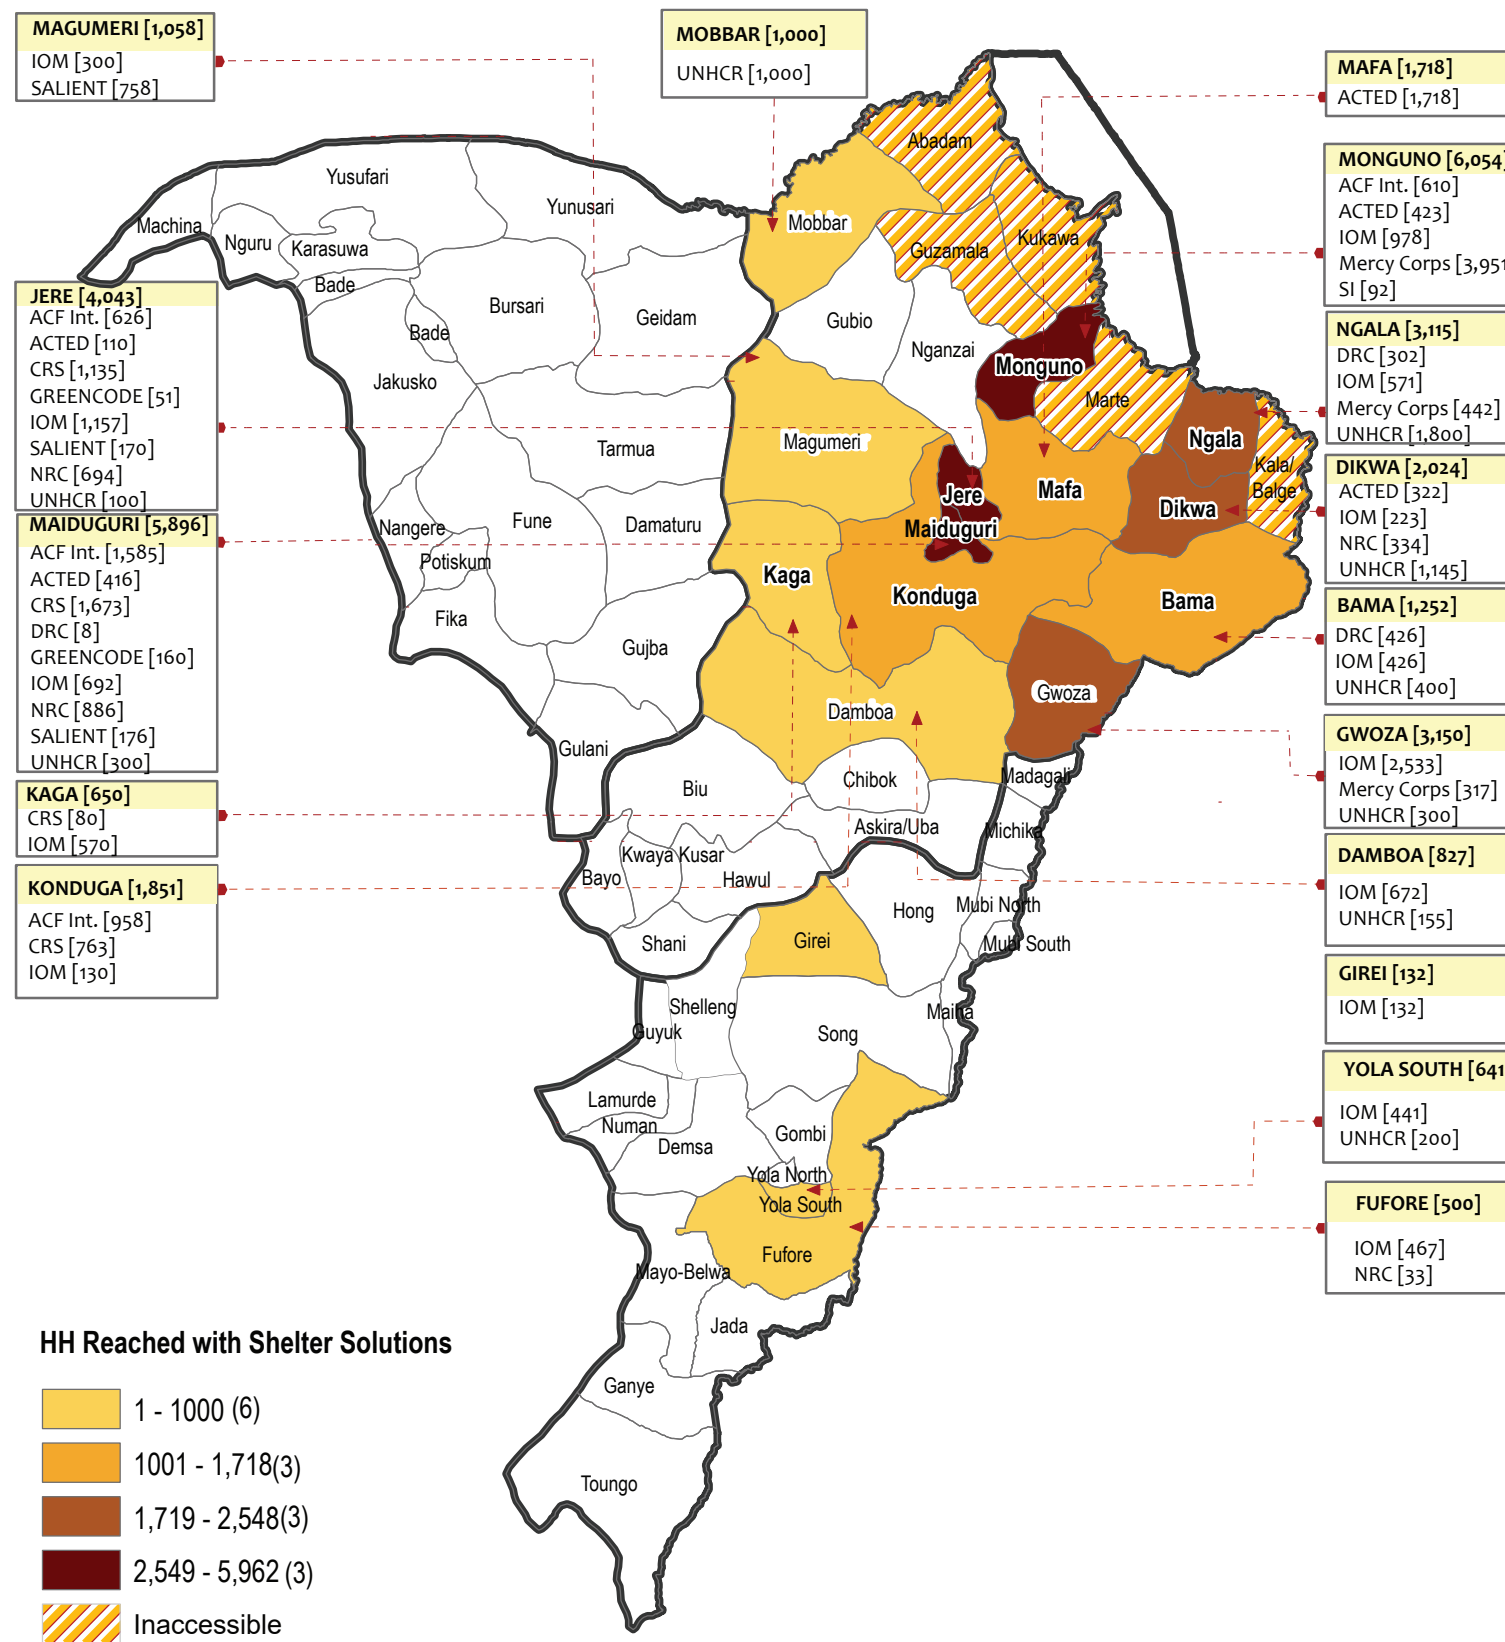 MAGUMERI [1,058]
IOM [300]
SALIENT [758]
MOBBAR [1,000]
UNHCR [1,000]
MAFA [1,718]
ACTED [1,718]
MONGUNO [6,054]
ACF Int. [610]
ACTED [423]
IOM [978]
Mercy Corps [3,951
SI [92]
NGALA [3,115]
DRC [302]
IOM [571]
Mercy Corps [442]
UNHCR [1,800]
DIKWA [2,024]
ACTED [322]
IOM [223]
NRC [334]
UNHCR [1,145]
BAMA [1,252]
DRC [426]
IOM [426]
UNHCR [400]
GWOZA [3,150]
IOM [2,533]
Mercy Corps [317]
UNHCR [300]
DAMBOA [827]
IOM [672]
UNHCR [155]
GIREI [132]
IOM [132]
YOLA SOUTH [641
IOM [441]
UNHCR [200]
FUFORE [500]
IOM [467]
NRC [33]
JERE [4,043]
ACF Int. [626]
ACTED [110]
CRS [1,135]
GREENCODE [51]
IOM [1,157]
SALIENT [170]
NRC [694]
UNHCR [100]
MAIDUGURI [5,896]
ACF Int. [1,585]
ACTED [416]
CRS [1,673]
DRC [8]
GREENCODE [160]
IOM [692]
NRC [886]
SALIENT [176]
UNHCR [300]
KAGA [650]
CRS [80]
IOM [570]
KONDUGA [1,851]
ACF Int. [958]
CRS [763]
IOM [130]
Abadam
Yusufari
Yunusari
Machina
Nguru
Karasuwa
Mobbar
Kukawa
Guzamala
Bade
Bursari
Geidam
Gubio
Bade
Nganzai
Monguno
Jakusko
Marte
Magumeri
Tarmua
Ngala
Kala/
Balge
Jere
Mafa
Dikwa
Nangere
Fune
Damaturu
Maiduguri
Potiskum
Kaga
Konduga
Bama
Fika
Gujba
Gwoza
Damboa
Gulani
Chibok
Madagali
Biu
Askira/Uba
Michika
Kwaya Kusar
Bayo
Hawul
Hong
Mubi North
Shani
Girei
Mubi South
Shelleng
Maiha
Guyuk
Song
Lamurde
Numan
Gombi
Demsa
Yola North
Yola South
Fufore
Mayo-Belwa
Jada
Ganye
Toungo
HH Reached with Shelter Solutions
1 - 1000 (6)
1001 - 1,718(3)
1,719 - 2,548(3)
2,549 - 5,962 (3)
Inaccessible